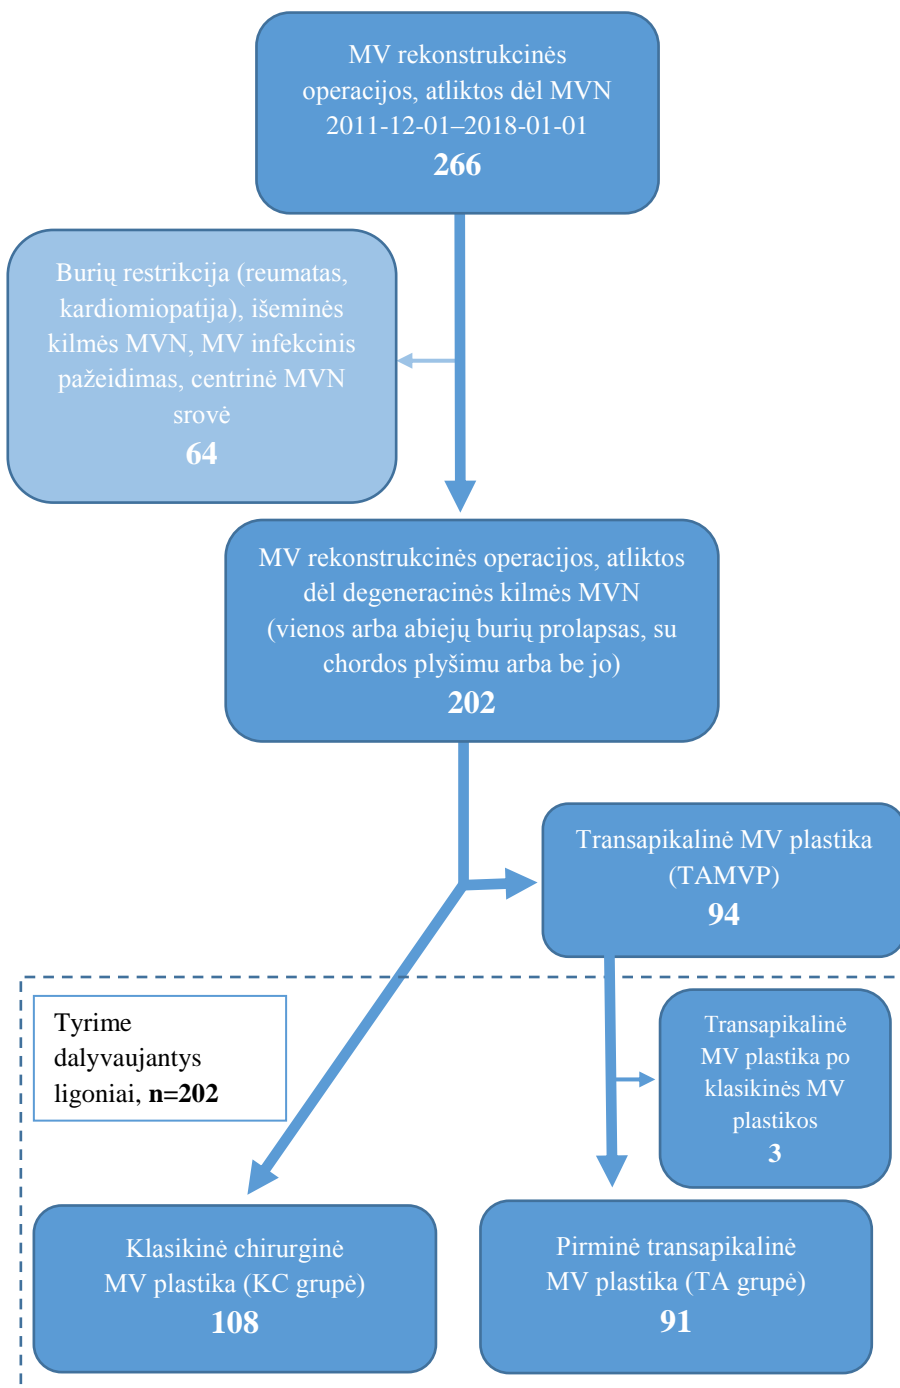 MV rekonstrukcinės
operacijos, atliktos dėl MVN
2011-12-01–2018-01-01
266
Burių restrikcija (reumatas,
kardiomiopatija), išeminės
kilmės MVN, MV infekcinis
pažeidimas, centrinė MVN
srovė
64
MV rekonstrukcinės operacijos, atliktos
dėl degeneracinės kilmės MVN
(vienos arba abiejų burių prolapsas, su
chordos plyšimu arba be jo)
202
Transapikalinė MV plastika
(TAMVP)
94
Tyrime
dalyvaujantys
ligoniai, n=202
Transapikalinė
MV plastika po
klasikinės MV
plastikos
3
Klasikinė chirurginė
MV plastika (KC grupė)
108
Pirminė transapikalinė
MV plastika (TA grupė)
91